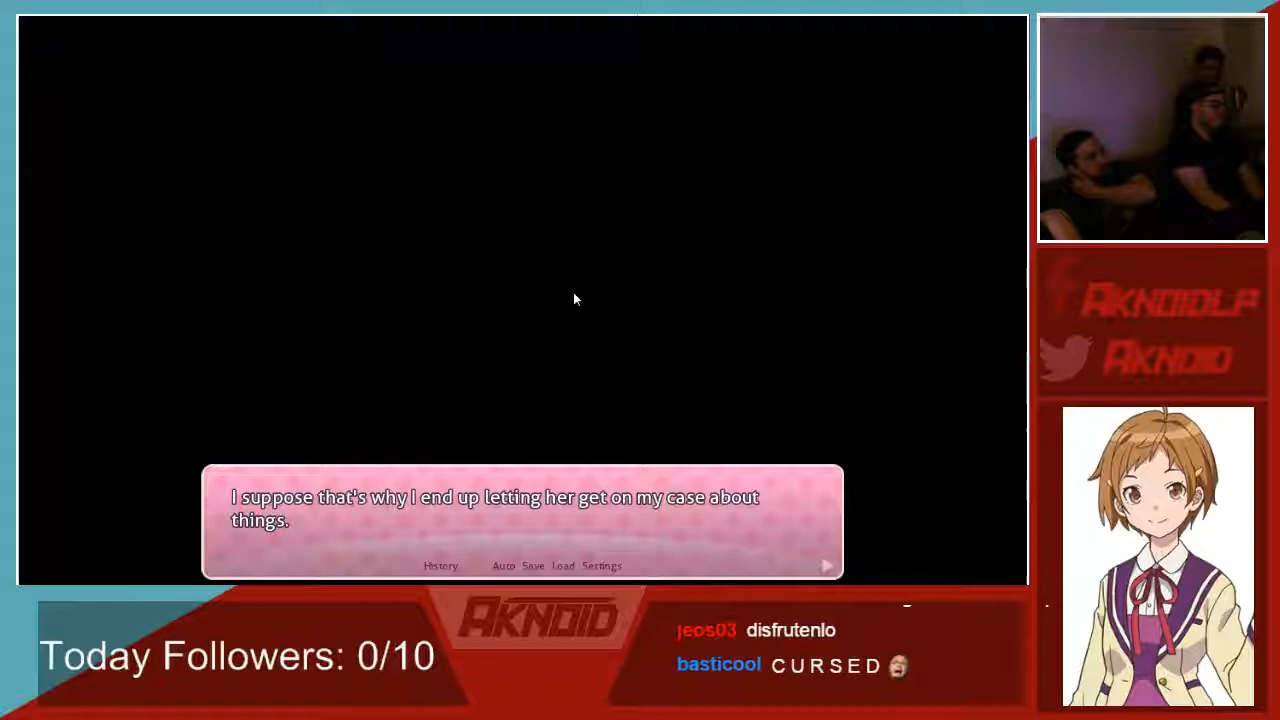 I suppose that's why I end up letting her get on my case about
things.
History Auto Save Load Settings
AKNOIDLP
AKNOID
AKNOID
Today Followers: 0/10
jeos03 disfrutenlo
basticool C U R S E D